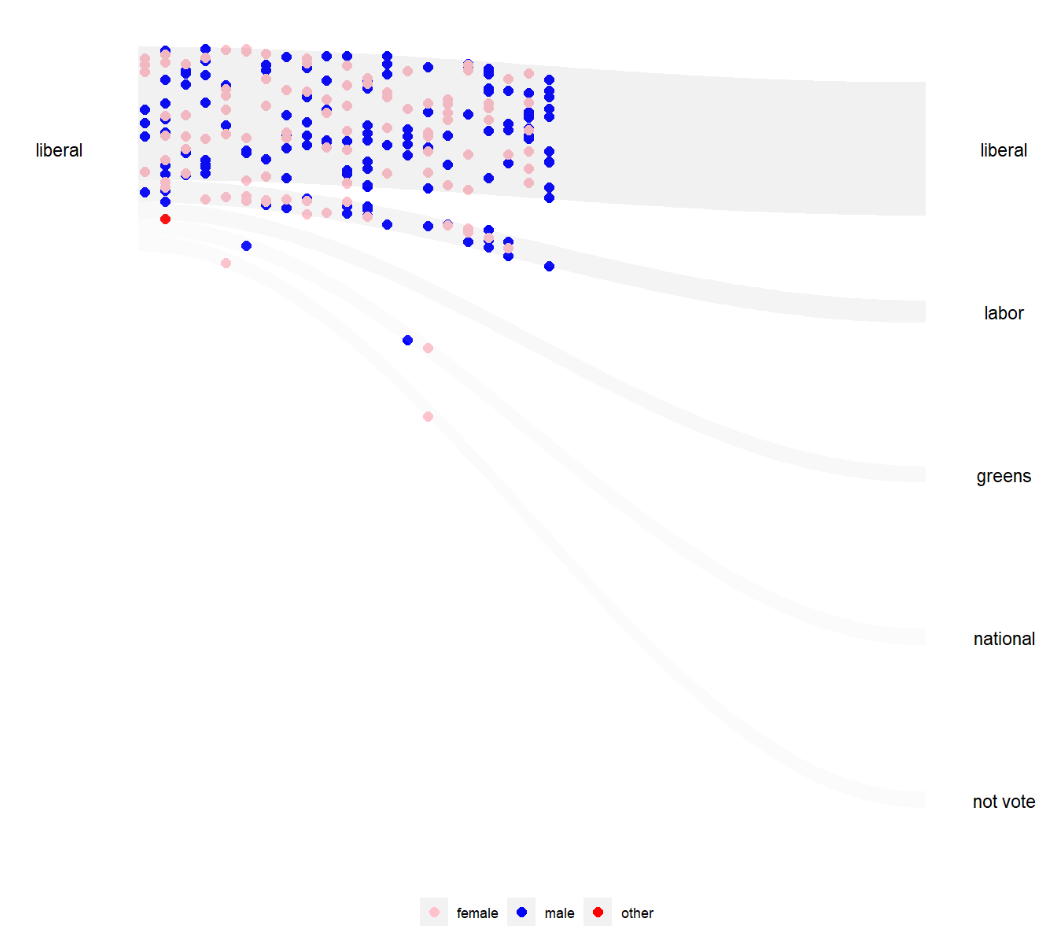 liberal
liberal
labor
greens
national
not vote
female male other